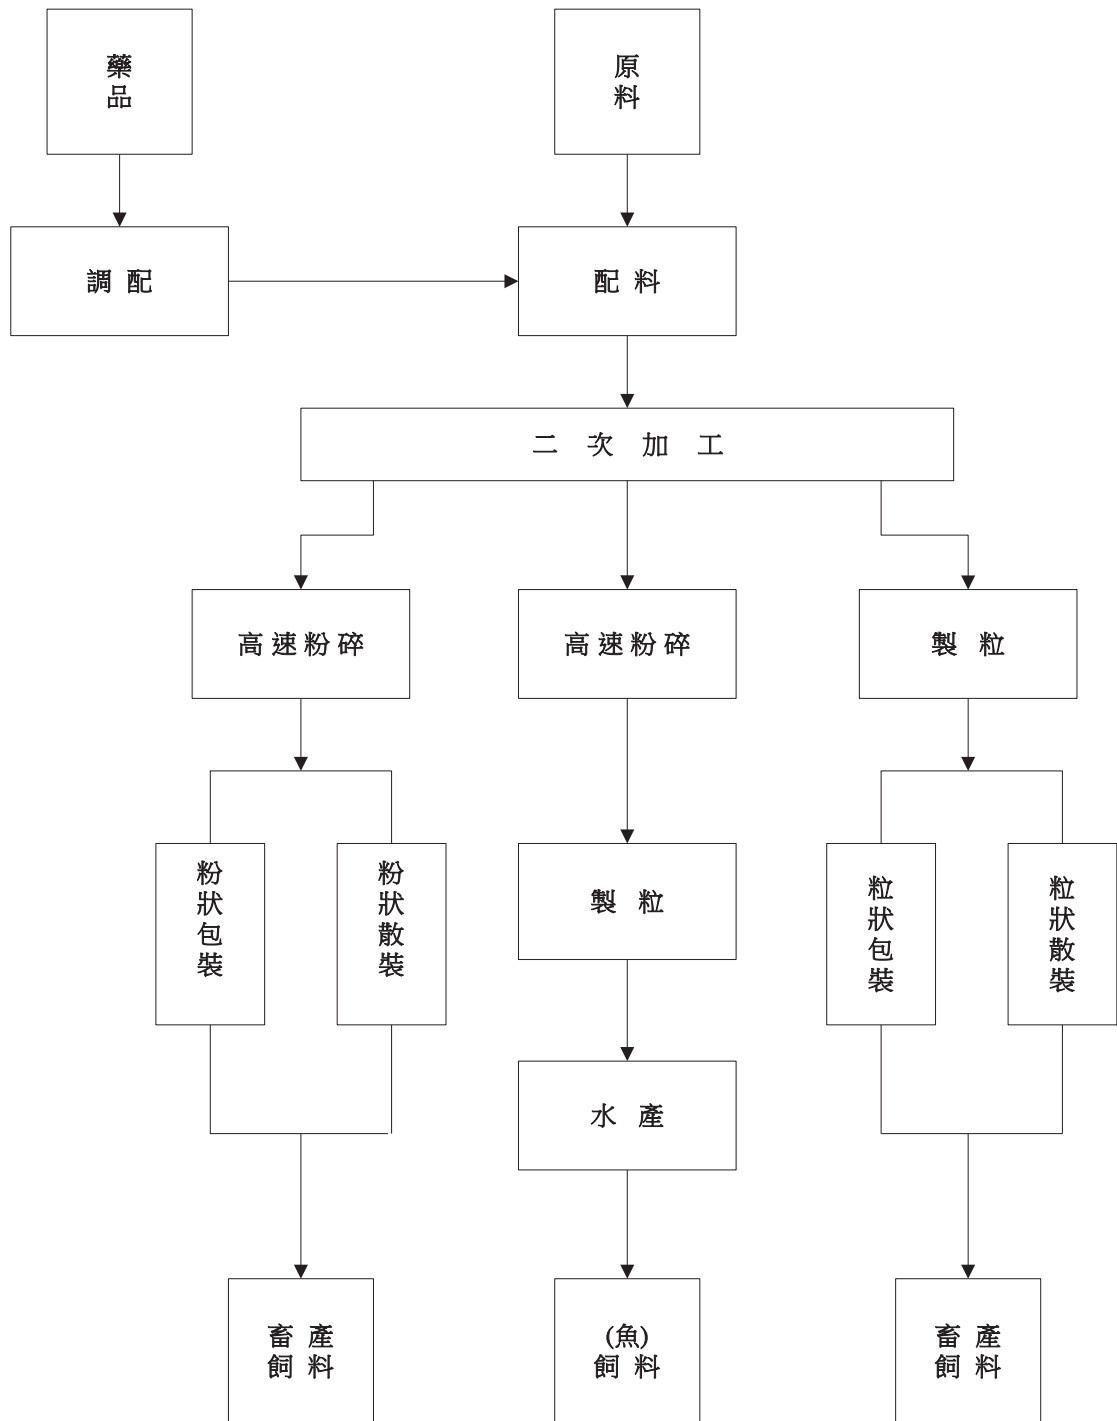 藥品
原料
調配
配料
二次加工
高速粉碎
高速粉碎
製粒
粉狀包裝
粉狀散裝
製粒
粒狀包裝
粒狀散裝
水產
畜產
飼料
(魚)
飼料
畜產
飼料